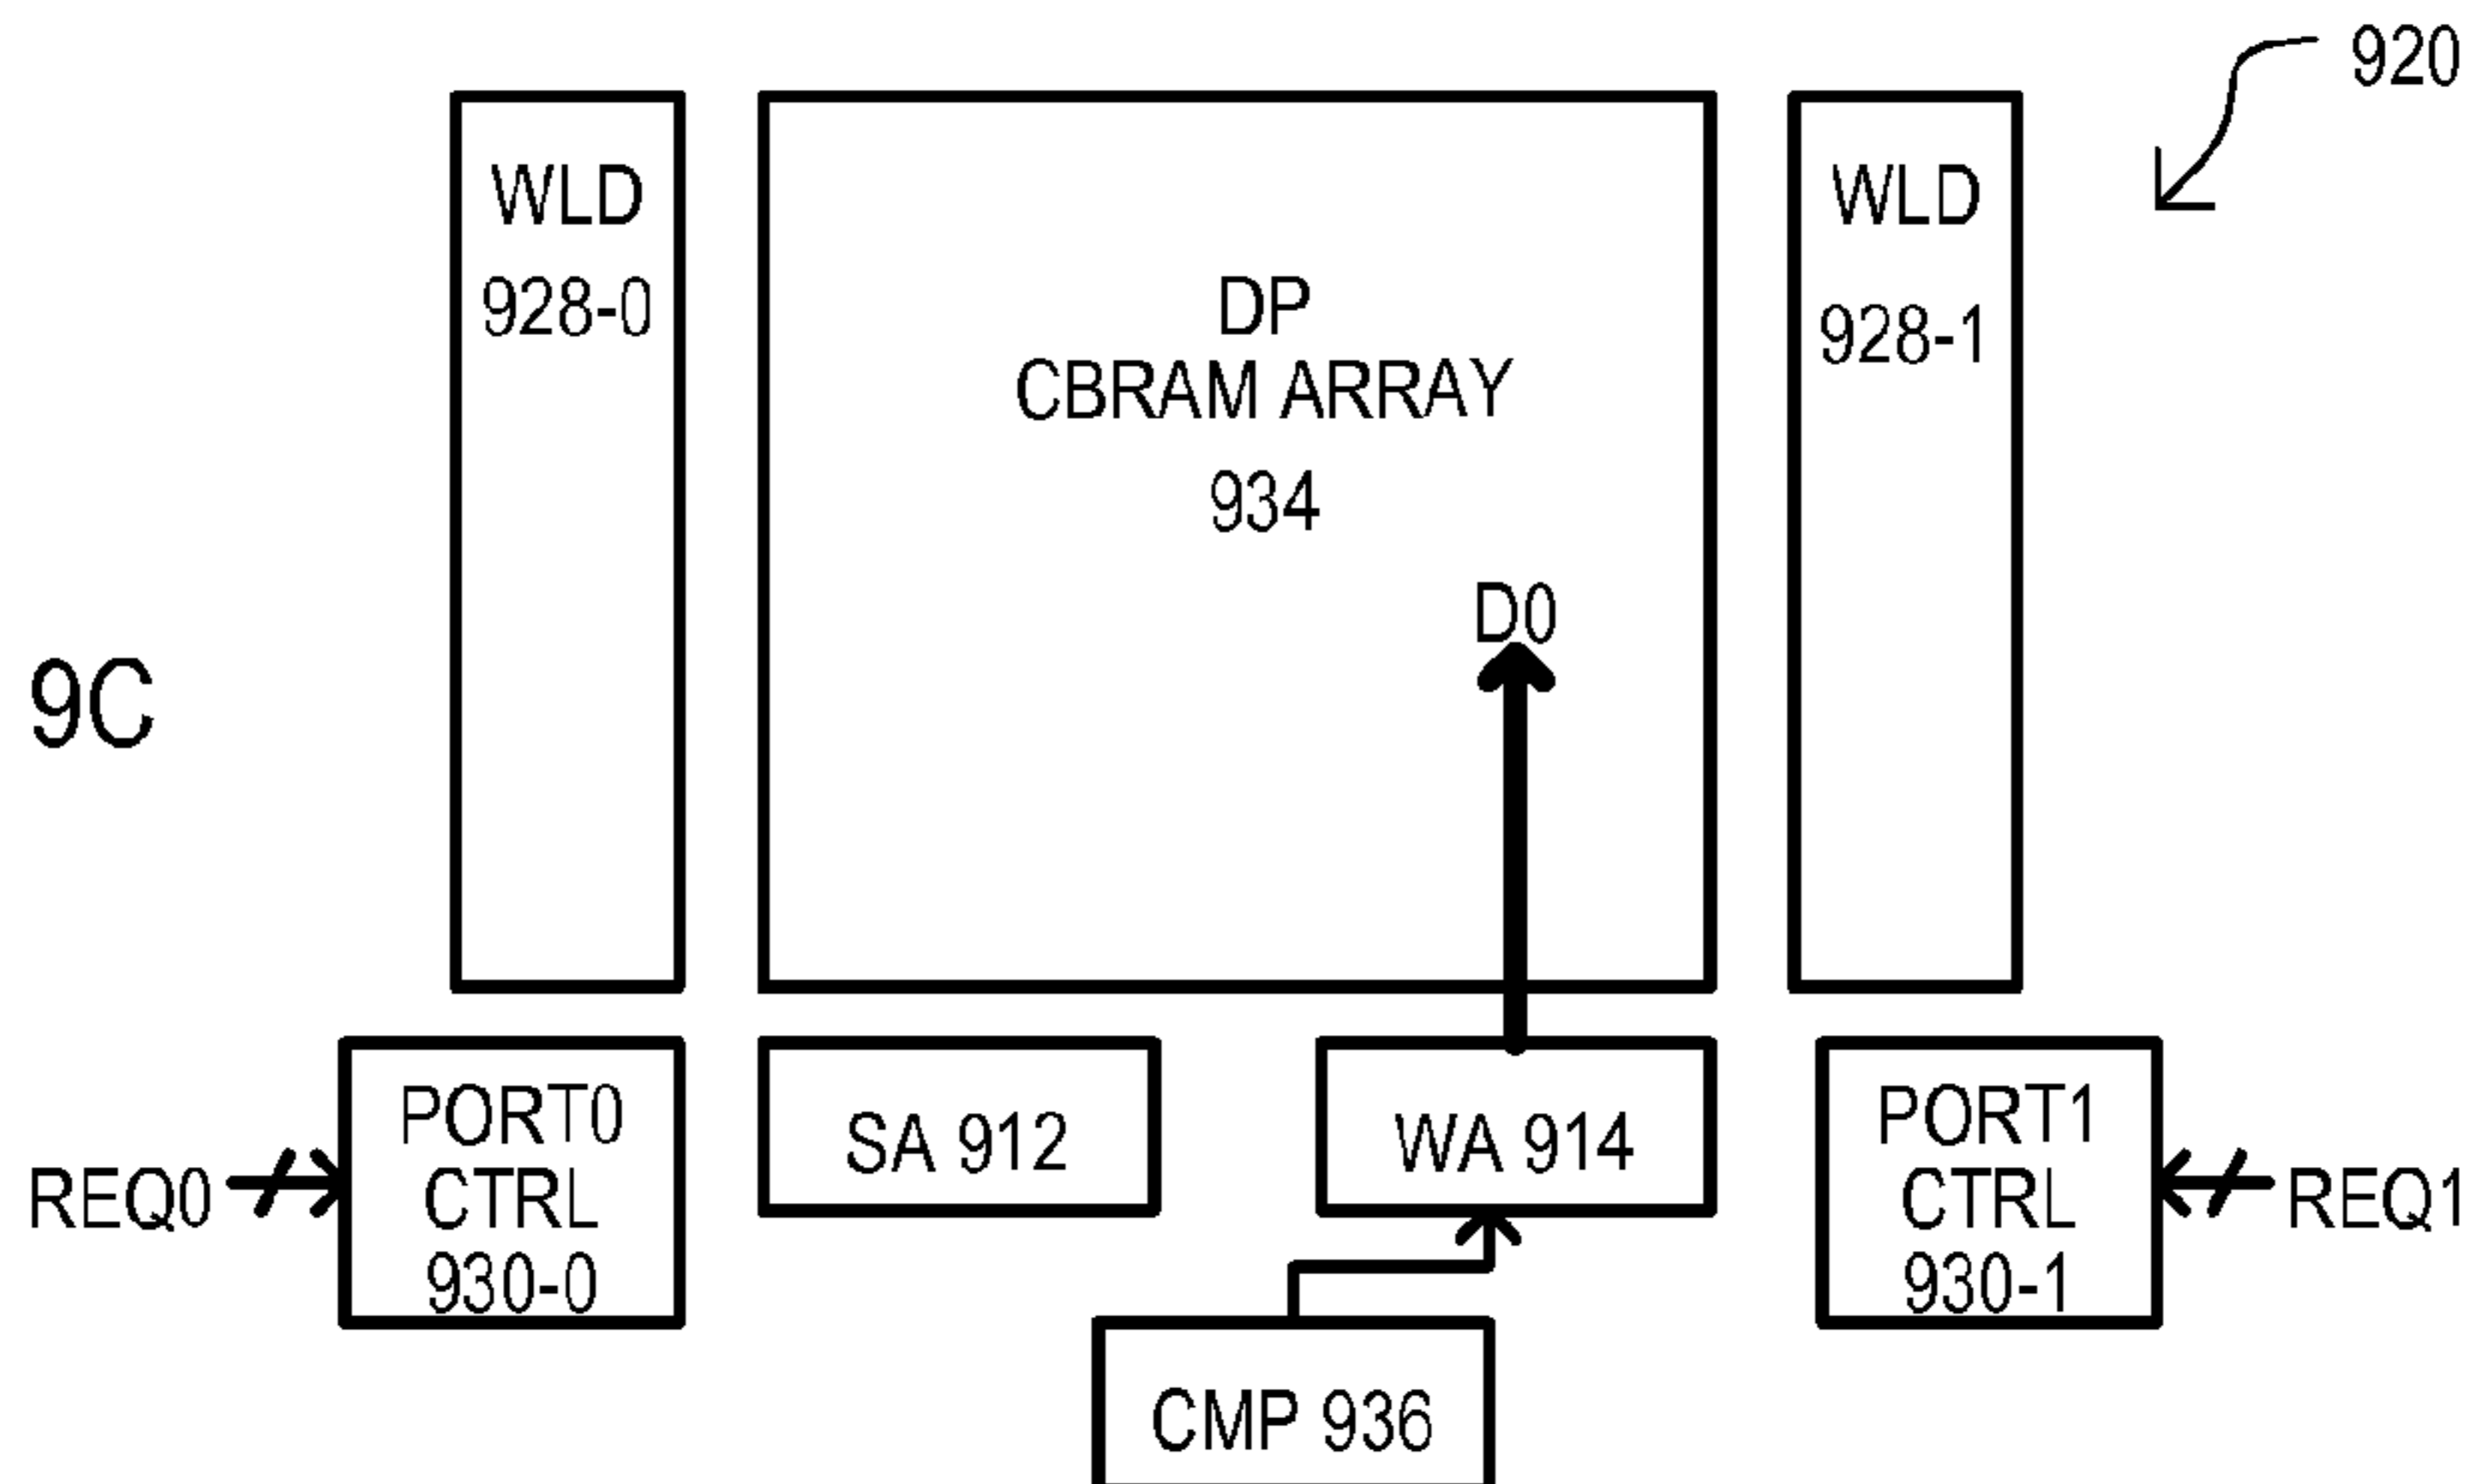 920
WLD
928-0
DP
CBRAM ARRAY
934
D0
WLD
928-1
9C
REQ0
PORT0
CTRL
930-0
SA 912
WA 914
PORT1
CTRL
930-1
REQ1
CMP 936